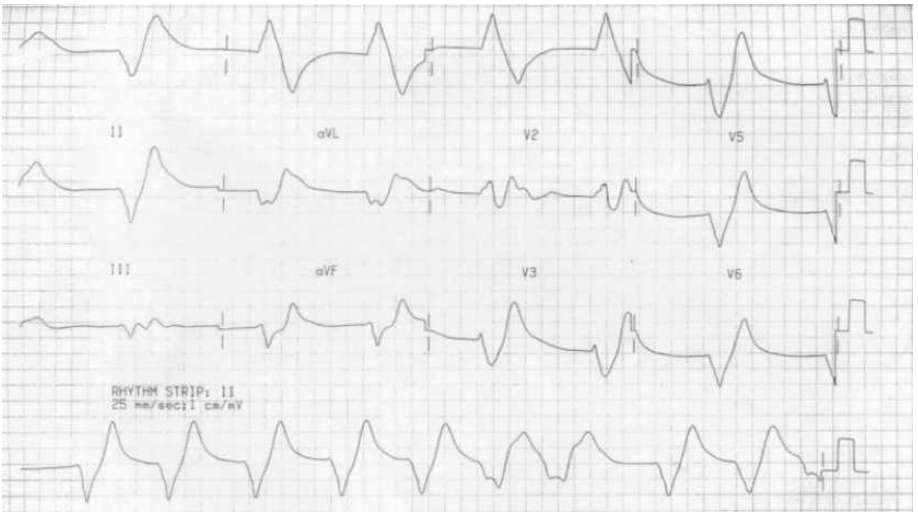 II aVL V2 V5
III aVF V3 V6
RHYTHM STRIP: II
25 mm/sec;1 cm/mV